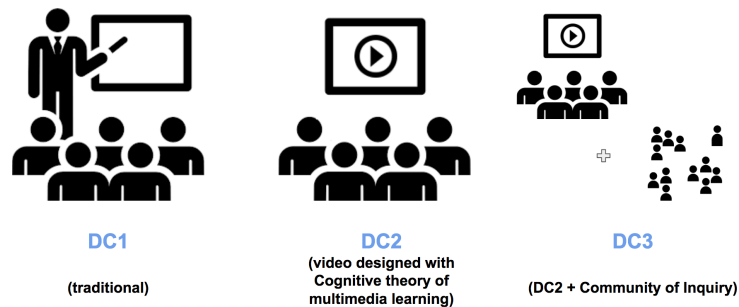 DC1
(traditional)
DC2
(video designed with
Cognitive theory of
multimedia learning)
DC3
(DC2 + Community of Inquiry)